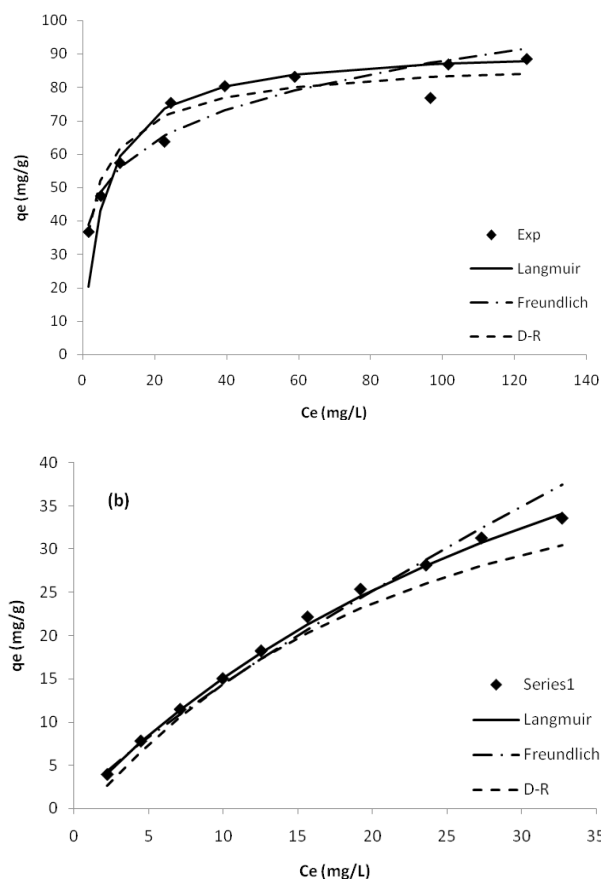 100
90
80
70
60
50
40
30
20
10
0
qe (mg/g)
Exp
Langmuir
Freundlich
D-R
0 20 40 60 80 100 120 140
Ce (mg/L)
(b)
40
35
30
25
20
15
10
5
0
qe (mg/g)
Series1
Langmuir
Freundlich
D-R
0 5 10 15 20 25 30 35
Ce (mg/L)